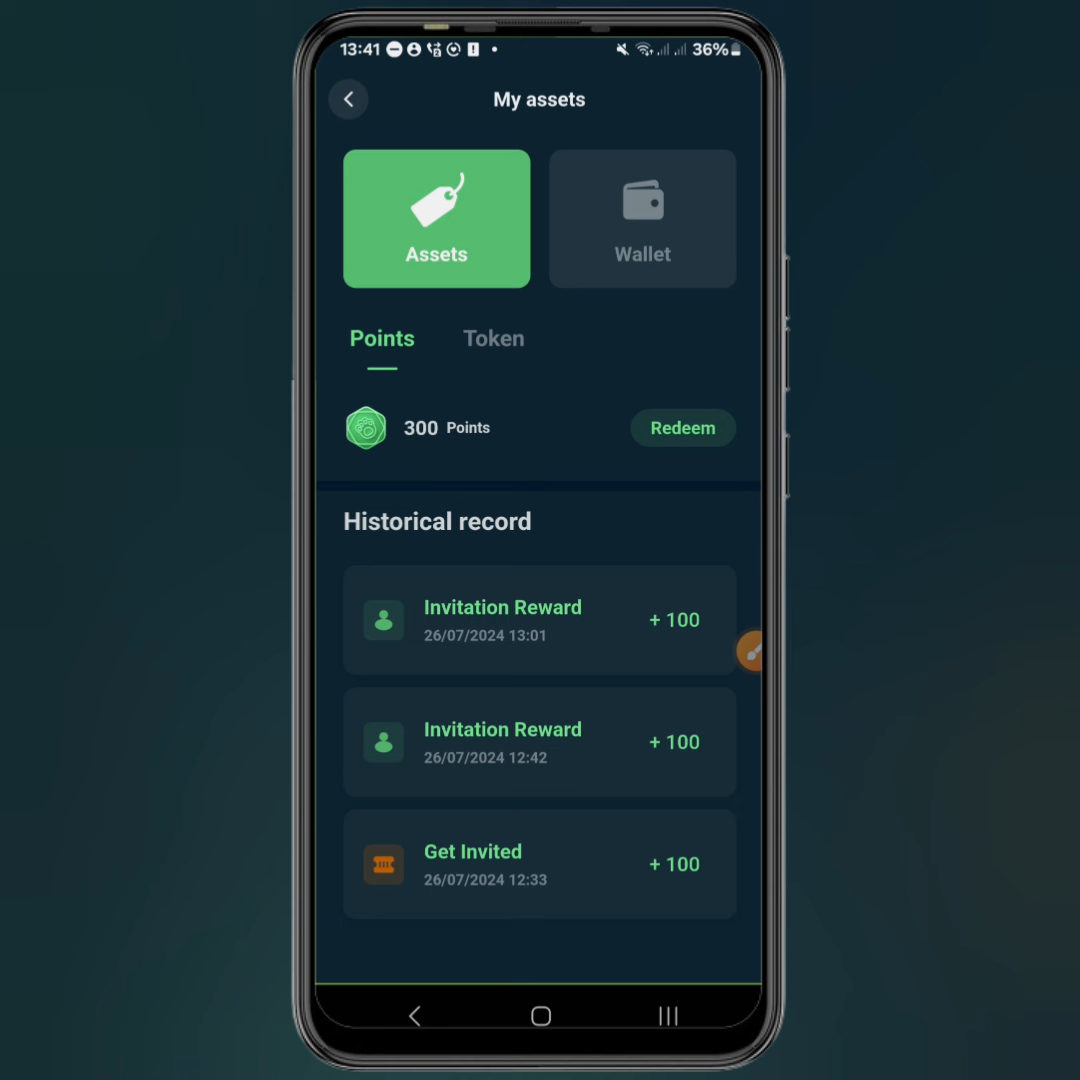 13:41
36%
My assets
Assets
Wallet
Points
Token
300 Points
Redeem
Historical record
Invitation Reward
+ 100
26/07/2024 13:01
Invitation Reward
+ 100
26/07/2024 12:42
Get Invited
+ 100
26/07/2024 12:33